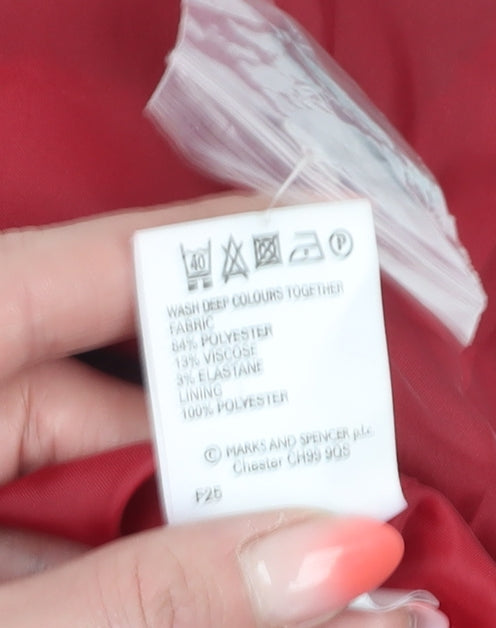 40 P
WASH DEEP COLOURS TOGETHER
FABRIC
84% POLYESTER
13% VISCOSE
3% ELASTANE
LINING
100% POLYESTER
© MARKS AND SPENCER p.l.c.
Chester CH99 9QS
F25